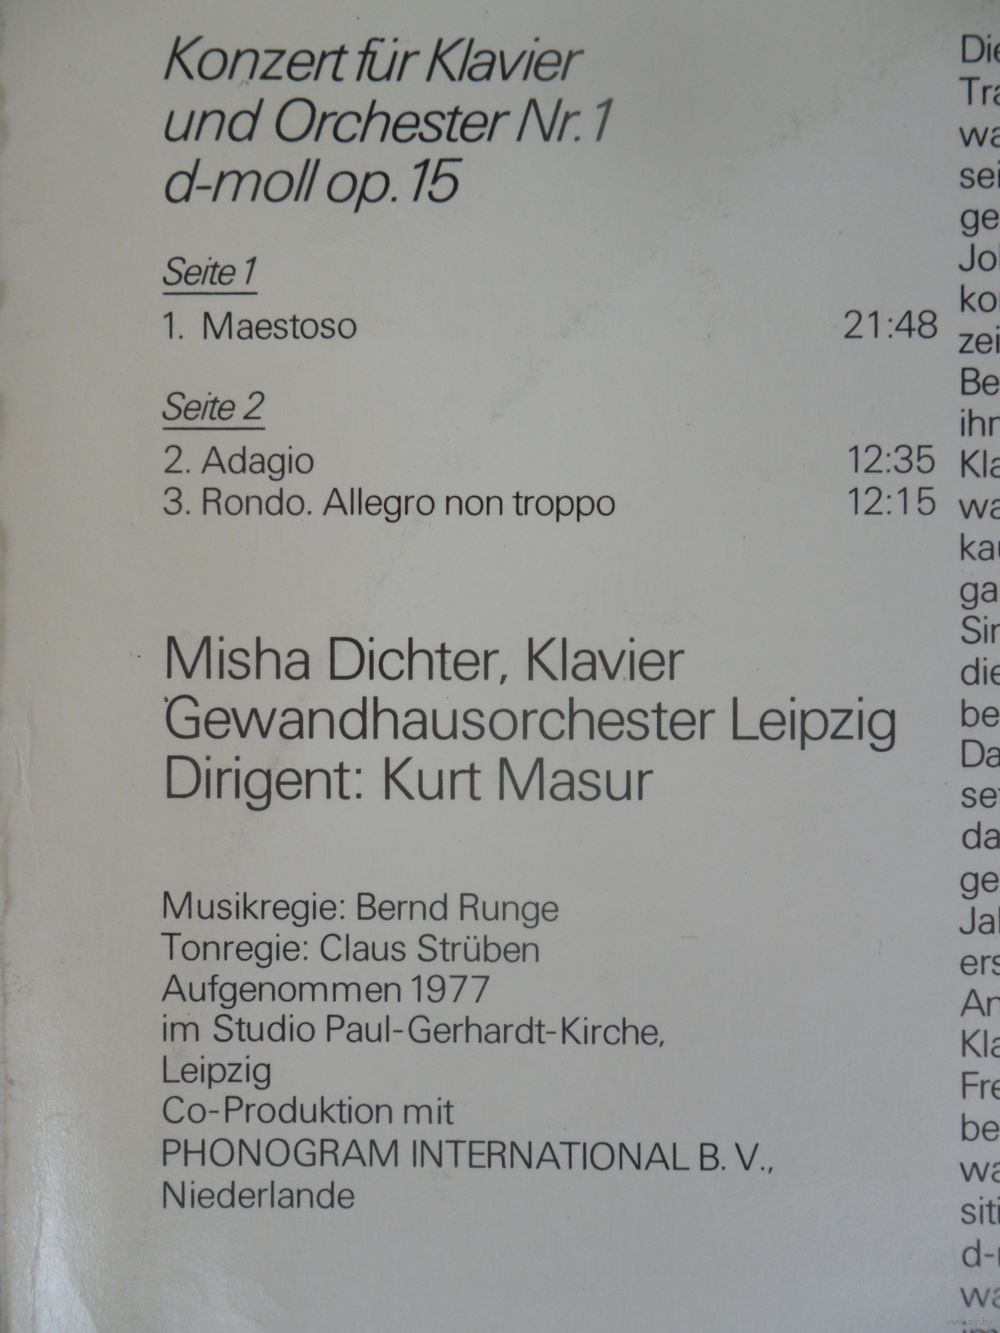 Konzert für Klavier
und Orchester Nr. 1
d-moll op. 15
Seite 1
1. Maestoso 21:48
Seite 2
2. Adagio 12:35
3. Rondo. Allegro non troppo 12:15
Misha Dichter, Klavier
Gewandhausorchester Leipzig
Dirigent: Kurt Masur
Musikregie: Bernd Runge
Tonregie: Claus Strüben
Aufgenommen 1977
im Studio Paul-Gerhardt-Kirche,
Leipzig
Co-Produktion mit
PHONOGRAM INTERNATIONAL B. V.,
Niederlande
www.ay.by